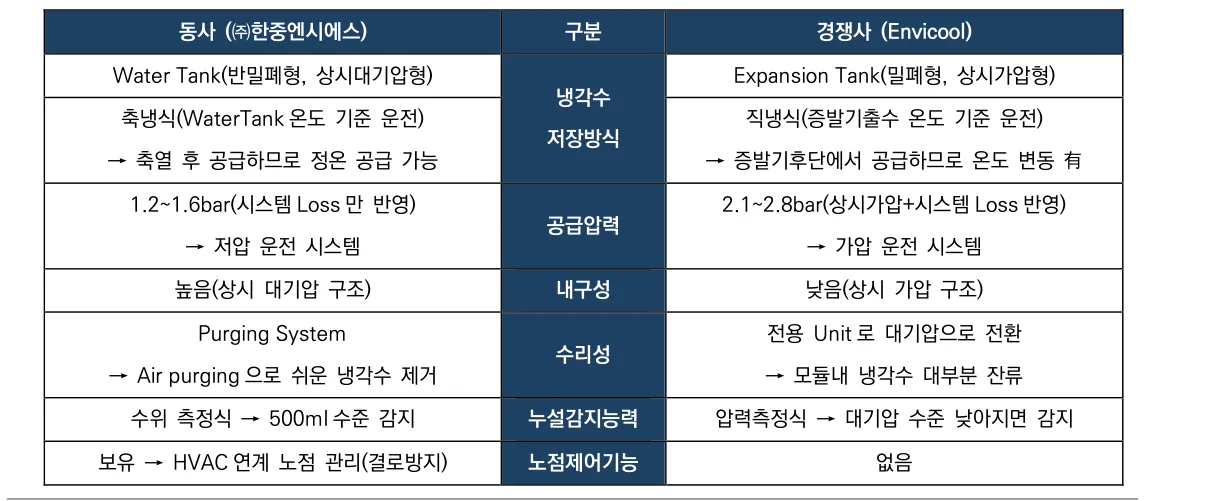 동사 (㈜한중엔시에스) 구분 경쟁사 (Envicool)
Water Tank(반밀폐형, 상시대기압형) 냉각수 저장방식 Expansion Tank(밀폐형, 상시가압형)
축냉식(WaterTank 온도 기준 운전) 직냉식(증발기출수 온도 기준 운전)
→ 축열 후 공급하므로 정온 공급 가능 → 증발기후단에서 공급하므로 온도 변동 有
1.2~1.6bar(시스템 Loss 만 반영) 공급압력 2.1~2.8bar(상시가압+시스템 Loss 반영)
→ 저압 운전 시스템 → 가압 운전 시스템
높음(상시 대기압 구조) 내구성 낮음(상시 가압 구조)
Purging System 수리성 전용 Unit 로 대기압으로 전환
→ Air purging 으로 쉬운 냉각수 제거 → 모듈내 냉각수 대부분 잔류
수위 측정식 → 500ml 수준 감지 누설감지능력 압력측정식 → 대기압 수준 낮아지면 감지
보유 → HVAC 연계 노점 관리(결로방지) 노점제어기능 없음